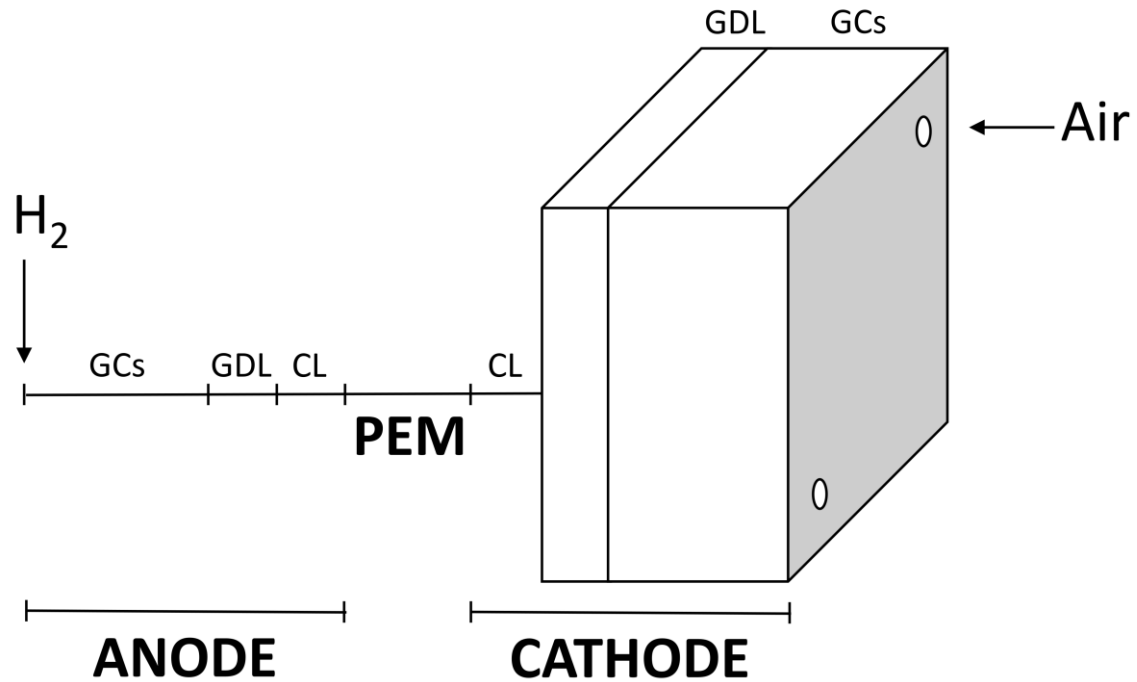 GDL GCs
Air
H₂
GCs GDL CL CL
PEM
ANODE CATHODE